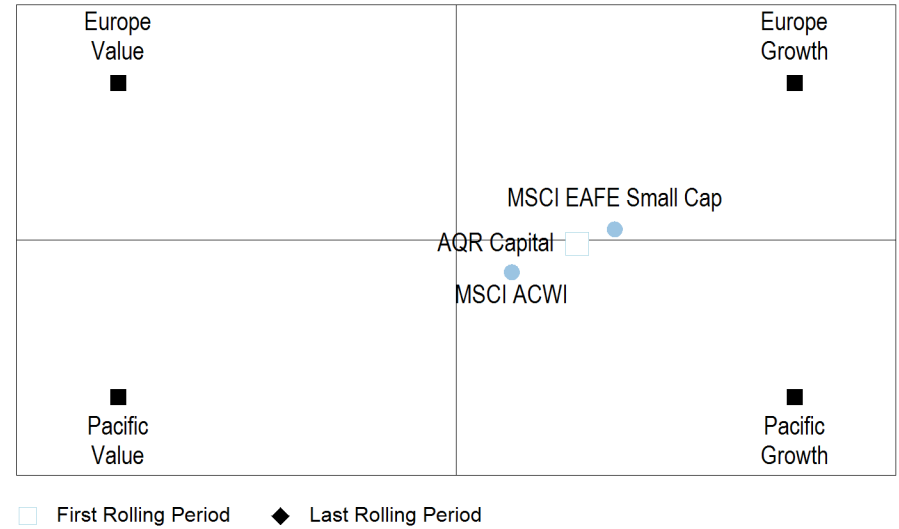 Europe
Value
Europe
Growth
MSCI EAFE Small Cap
AQR Capital
MSCI ACWI
Pacific
Value
Pacific
Growth
First Rolling Period
Last Rolling Period